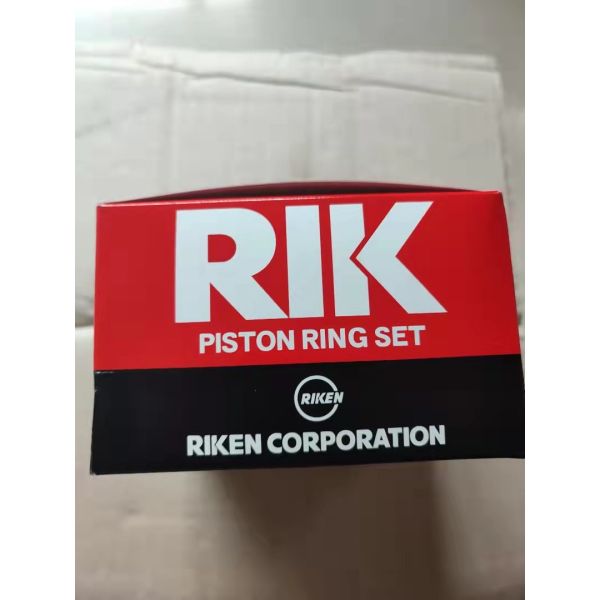 RIK
PISTON RING SET
RIKEN
RIKEN CORPORATION